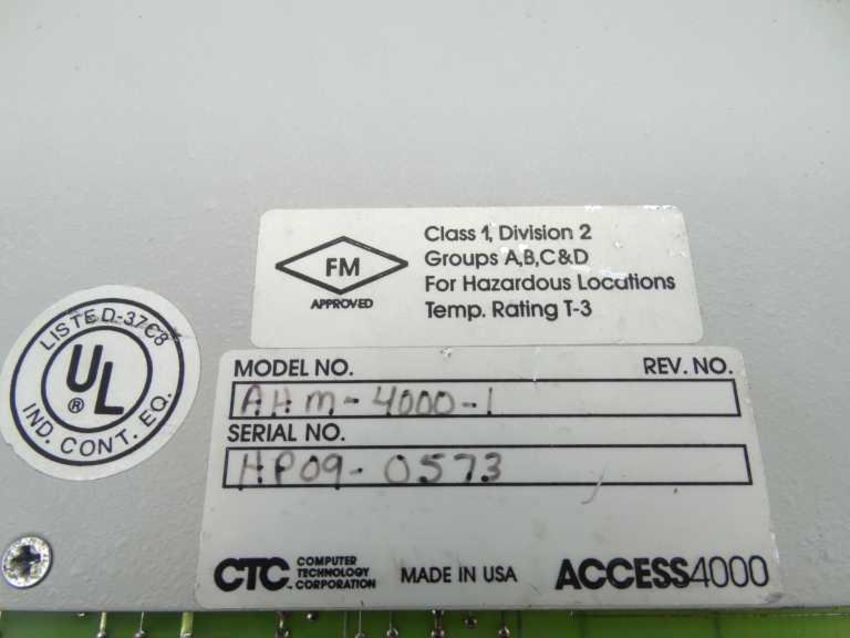 Class 1, Division 2
Groups A,B,C&D
For Hazardous Locations
Temp. Rating T-3
FM
APPROVED
LISTED-37C8
UL
®
IND. CONT. EQ.
MODEL NO. REV. NO.
AHM-4000-1
SERIAL NO.
HP09-0573
CTC COMPUTER
TECHNOLOGY
CORPORATION
MADE IN USA
ACCESS4000